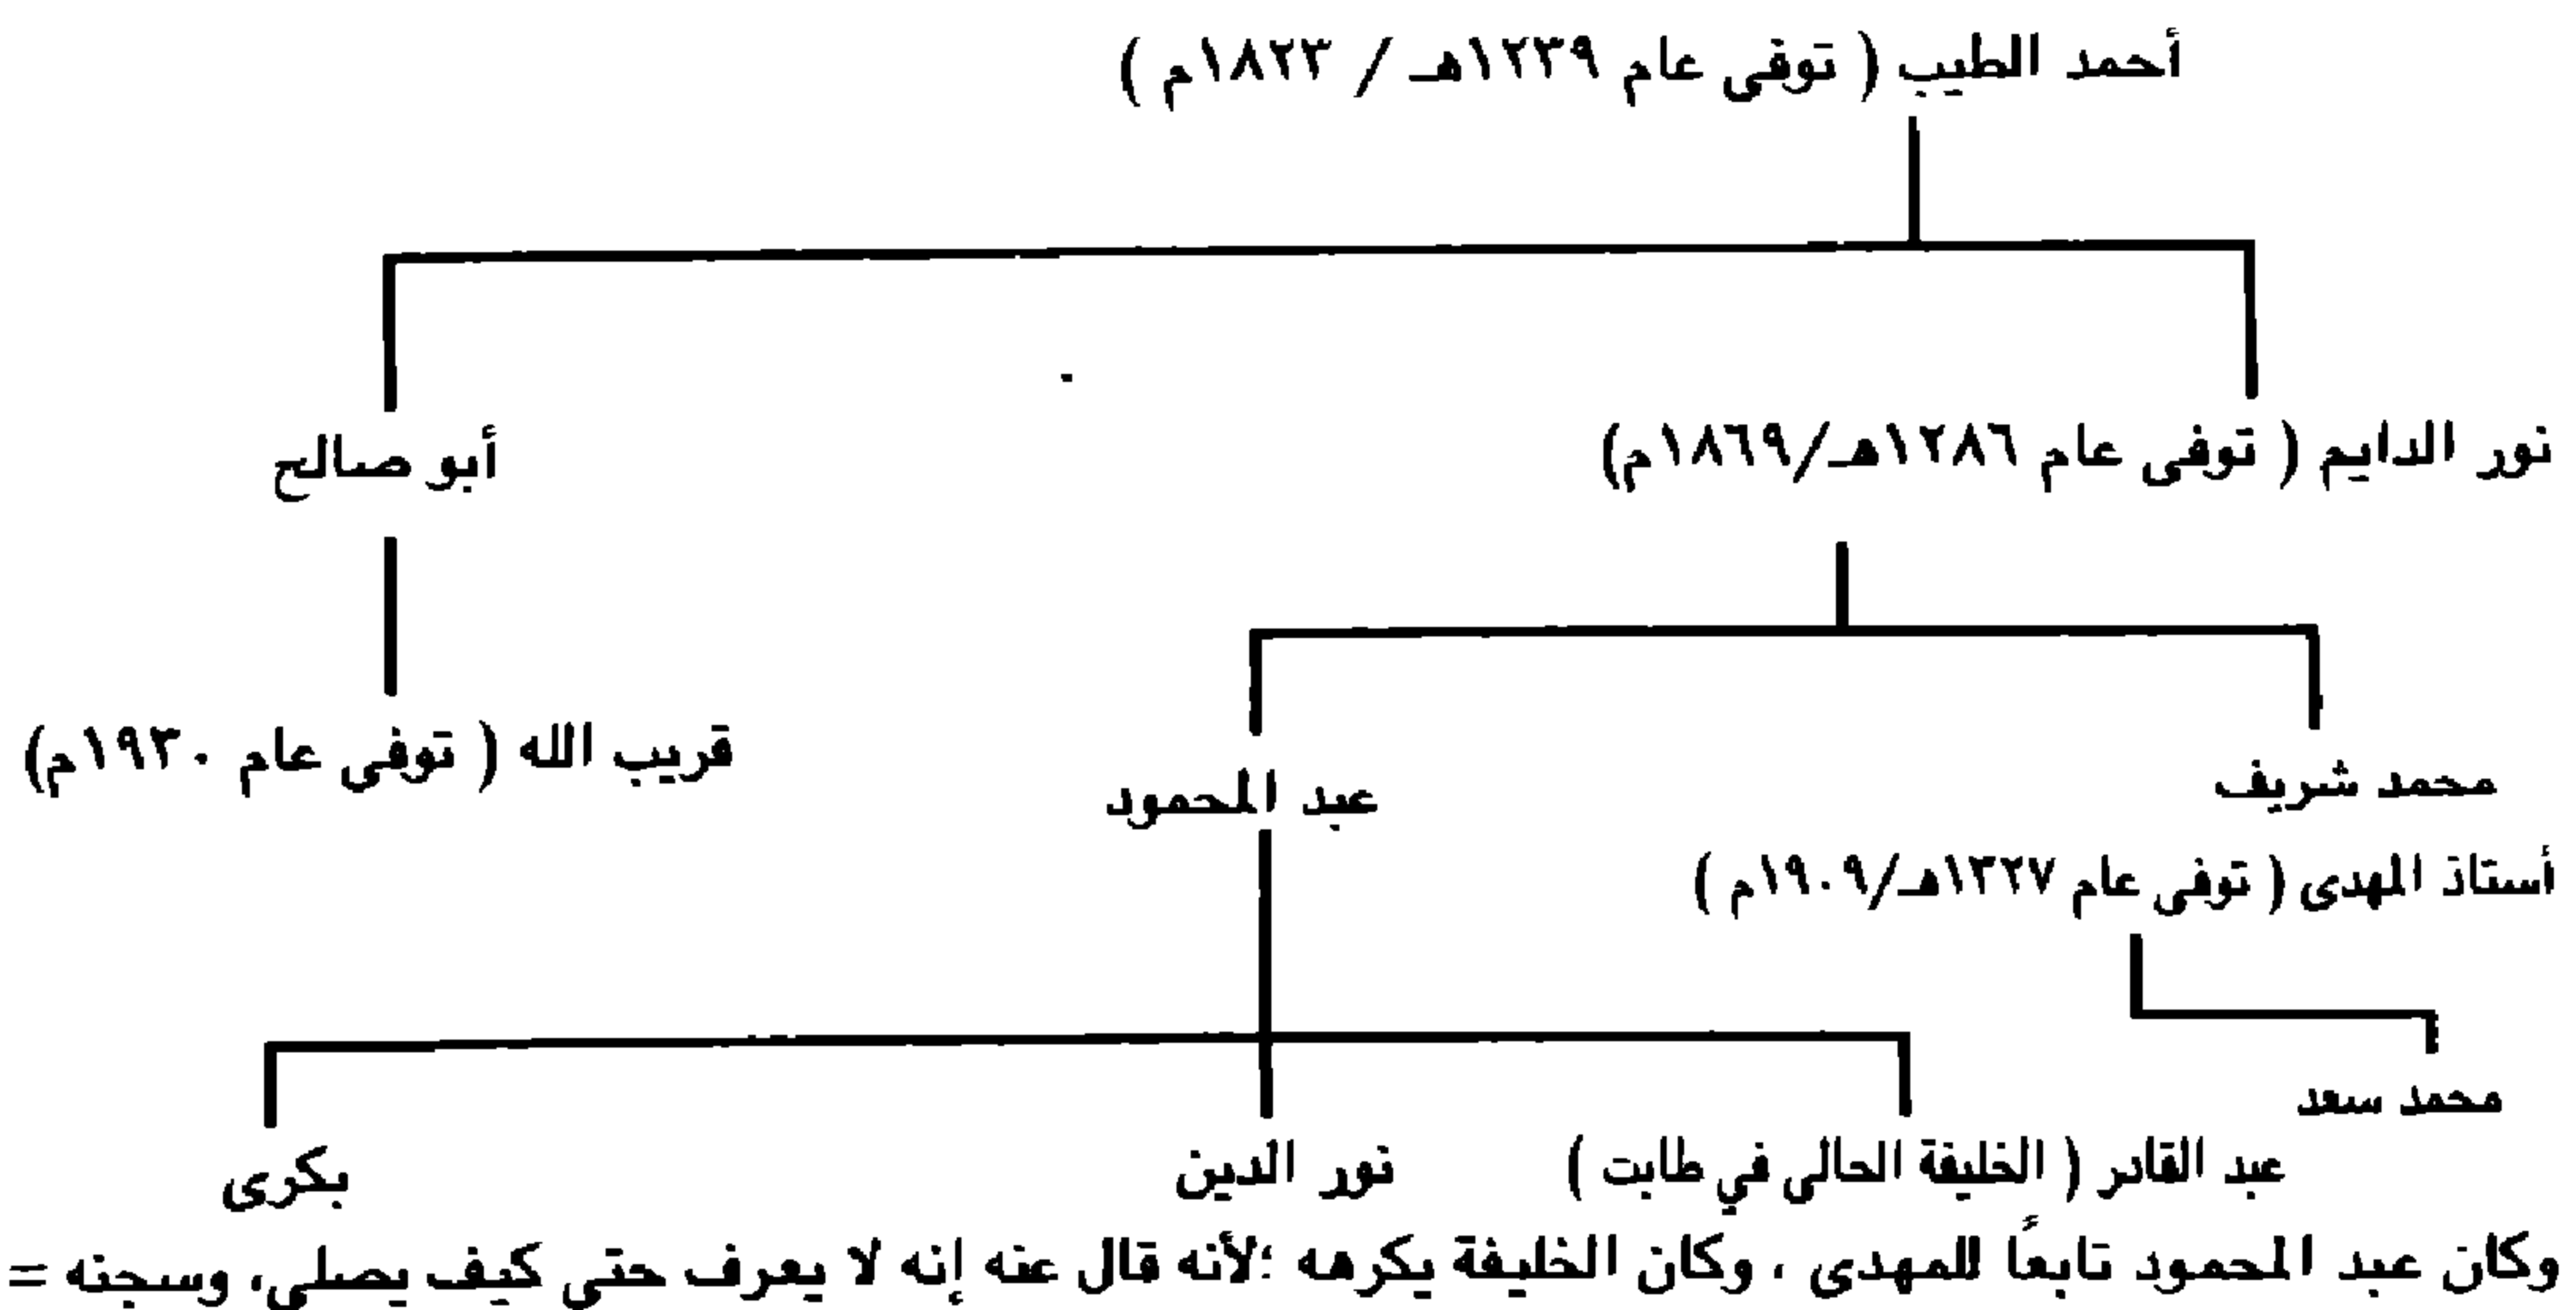 أحمد الطيب ( توفى عام ١٢٣٩هـ / ١٨٢٣م )
نور الدايم ( توفى عام ١٢٨٦هـ/١٨٦٩م)
أبو صالح
محمد شريف
أستاذ المهدى ( توفى عام ١٣٢٧هـ/١٩٠٩م )
عبد المحمود
قريب الله ( توفى عام ١٩٣٠م)
محمد سعد
عبد القادر ( الخليفة الحالى في طابت )
نور الدين
بكرى
وكان عبد المحمود تابعًا للمهدى ، وكان الخليفة يكرهه ؛لأنه قال عنه إنه لا يعرف حتى كيف يصلى، وسجنه =